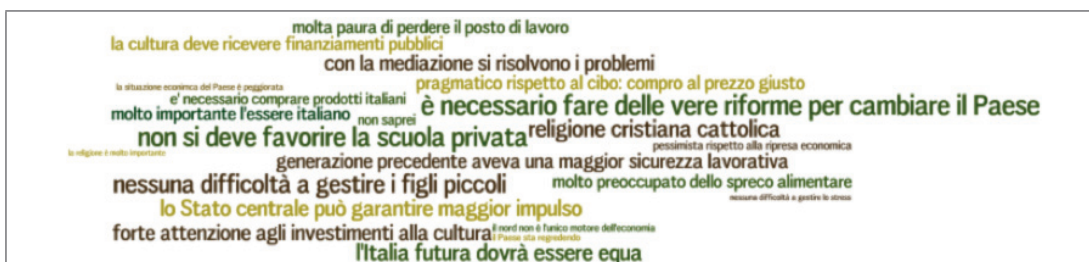 molta paura di perdere il posto di lavoro
la cultura deve ricevere finanziamenti pubblici
con la mediazione si risolvono i problemi
la situazione econimca del Paese è peggiorata
pragmatico rispetto al cibo: compro al prezzo giusto
e' necessario comprare prodotti italiani
è necessario fare delle vere riforme per cambiare il Paese
molto importante l'essere italiano
non saprei
non si deve favorire la scuola privata
religione cristiana cattolica
pessimista rispetto alla ripresa economica
la religione è molto importante
generazione precedente aveva una maggior sicurezza lavorativa
nessuna difficoltà a gestire i figli piccoli
molto preoccupato dello spreco alimentare
nessuna difficoltà a gestire lo stress
lo Stato centrale può garantire maggior impulso
forte attenzione agli investimenti alla cultura
il nord non è l'unico motore dell'economia
il Paese sta regredendo
l'Italia futura dovrà essere equa